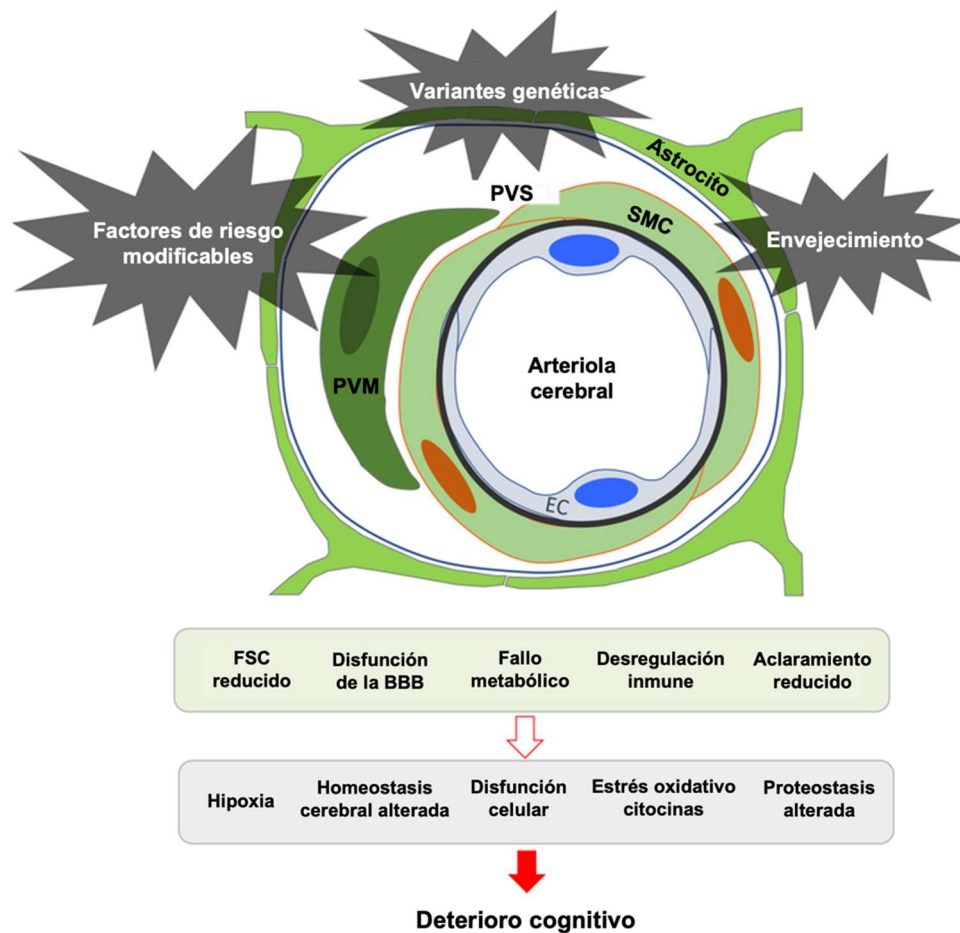 Variantes genéticas
Astrocito
PVS
SMC
Factores de riesgo
modificables
Envejecimiento
PVM
Arteriola
cerebral
EC
FSC
reducido
Disfunción
de la BBB
Fallo
metabólico
Desregulación
inmune
Aclaramiento
reducido
Hipoxia
Homeostasis
cerebral alterada
Disfunción
celular
Estrés oxidativo
citocinas
Proteostasis
alterada
Deterioro cognitivo